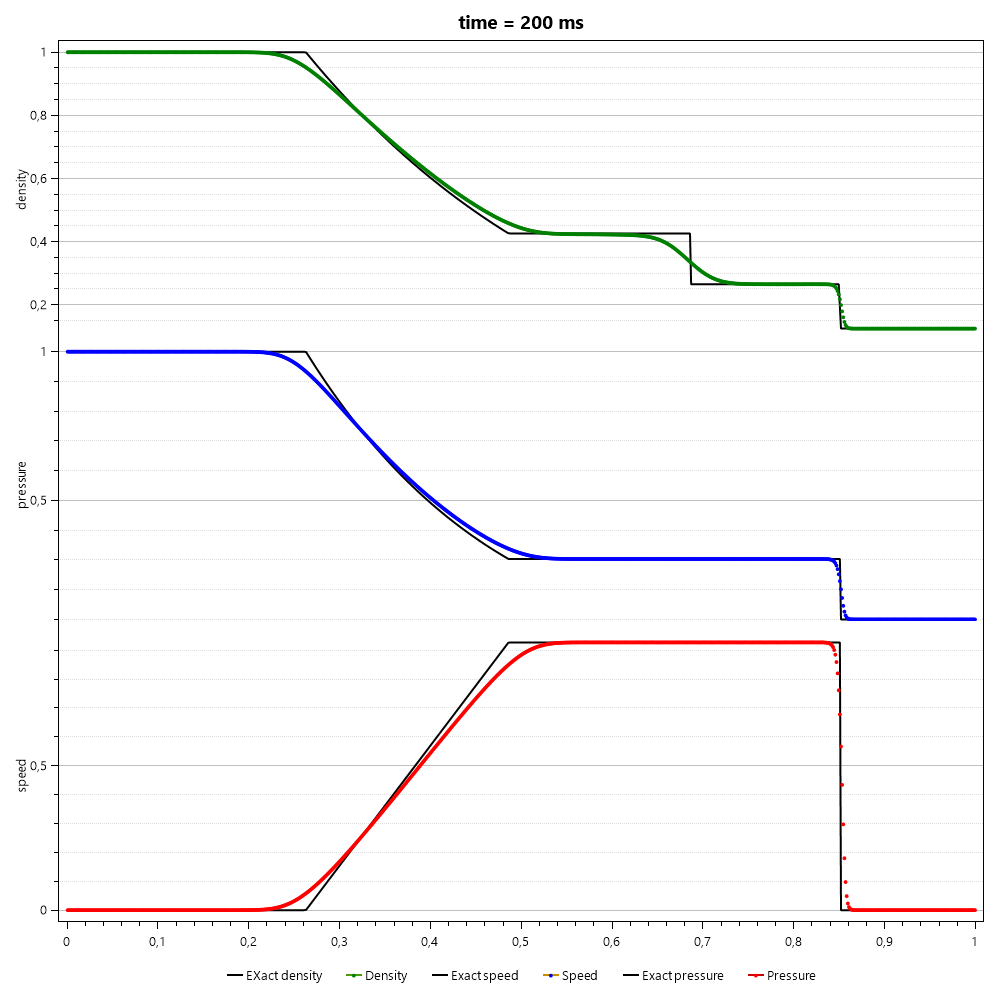 time = 200 ms
1
0,8
0,6
0,4
0,2
density
1
0,5
pressure
0,5
0
speed
0 0,1 0,2 0,3 0,4 0,5 0,6 0,7 0,8 0,9 1
EXact density Density Exact speed Speed Exact pressure Pressure